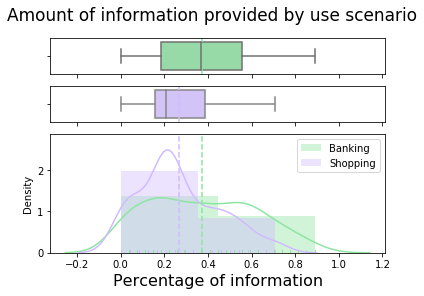 Amount of information provided by use scenario
Banking
Shopping
Density
2
1
0
−0.2 0.0 0.2 0.4 0.6 0.8 1.0 1.2
Percentage of information